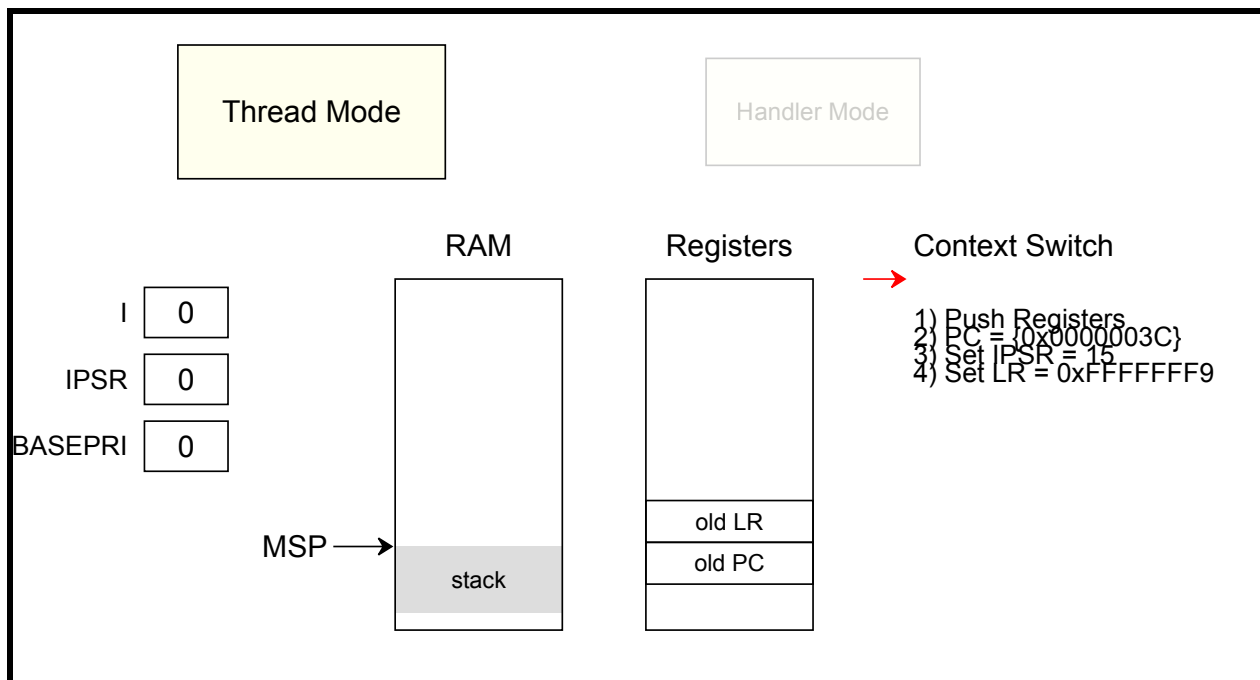 Thread Mode
Handler Mode
RAM
Registers
Context Switch
I
0
1) Push Registers
2) PC = {0x0000003C}
3) Set IPSR = 15
4) Set LR = 0xFFFFFFF9
IPSR
0
BASEPRI
0
old LR
MSP
old PC
stack